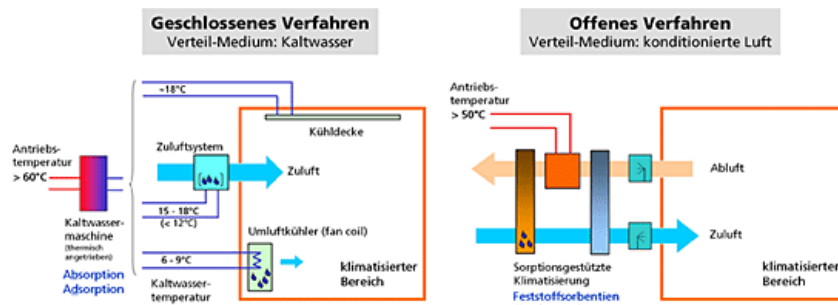 Geschlossenes Verfahren
Verteil-Medium: Kaltwasser
~18°C
Kühldecke
Antriebs-
temperatur
> 60°C
Zuluftsystem
Zuluft
15 - 18°C
(< 12°C)
Kaltwasser-
maschine
(thermisch
angetrieben)
Absorption
Adsorption
Umluftkühler (fan coil)
6 - 9°C
Kaltwasser-
temperatur
klimatisierter
Bereich
Offenes Verfahren
Verteil-Medium: konditionierte Luft
Antriebs-
temperatur
> 50°C
Abluft
Zuluft
Sorptionsgestützte
Klimatisierung
Feststoffsorbentien
klimatisierter
Bereich